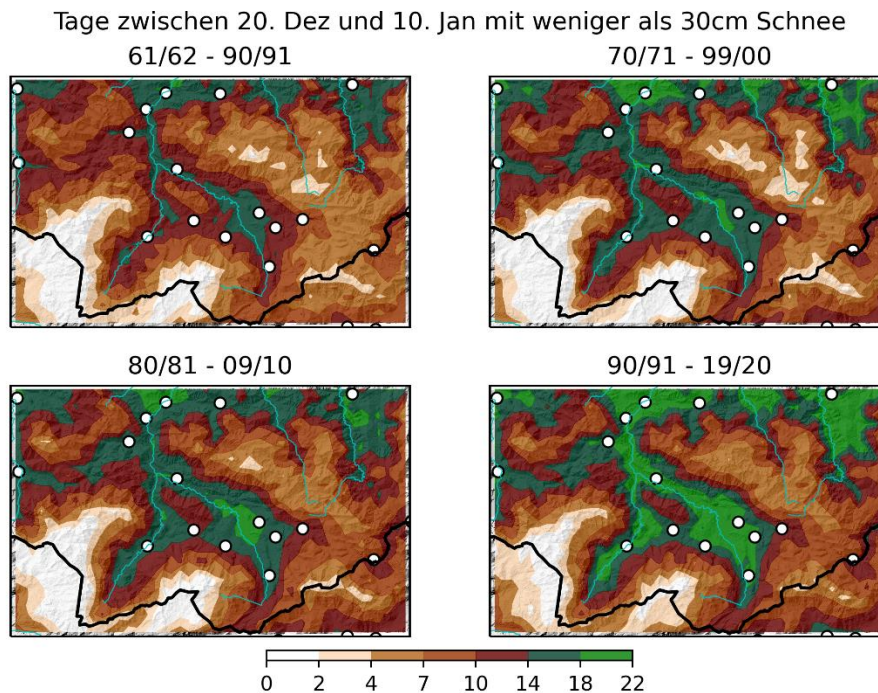 Tage zwischen 20. Dez und 10. Jan mit weniger als 30cm Schnee
61/62 - 90/91
70/71 - 99/00
80/81 - 09/10
90/91 - 19/20
0 2 4 7 10 14 18 22